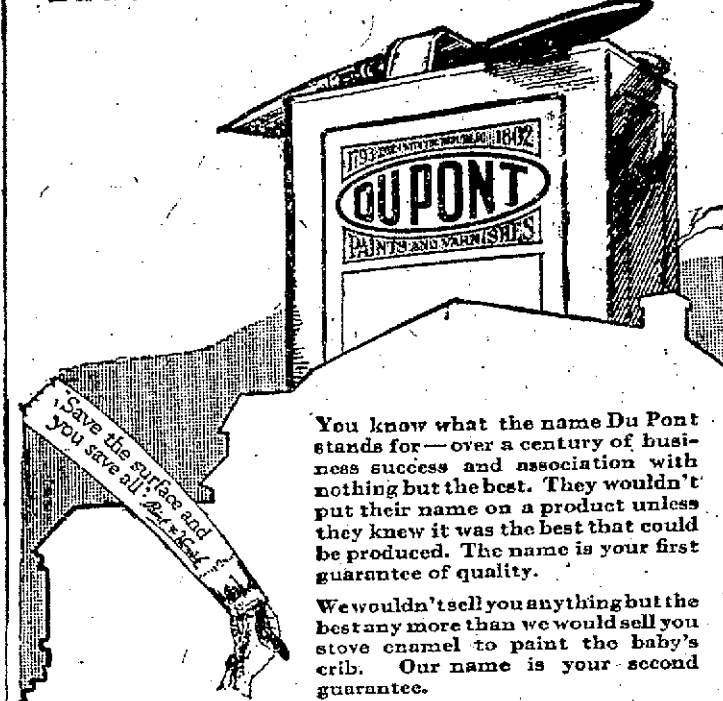 1793 1802
DU PONT
PAINTS AND VARNISHES
"Save the surface and
you save all"
You know what the name Du Pont
stands for—over a century of busi-
ness success and association with
nothing but the best. They wouldn't
put their name on a product unless
they knew it was the best that could
be produced. The name is your first
guarantee of quality.
We wouldn't sell you anything but the
best any more than we would sell you
stove enamel to paint the baby's
crib. Our name is your second
guarantee.